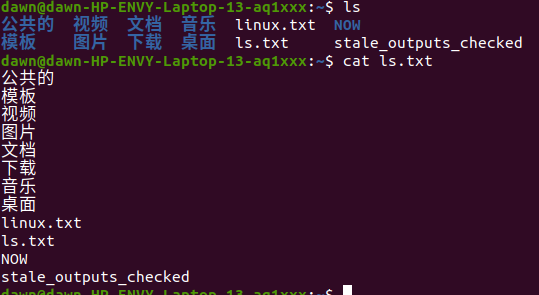 dawn@dawn-HP-ENVY-Laptop-13-aq1xxx:~$ ls
公共的 视频 文档 音乐 linux.txt NOW
模板 图片 下载 桌面 ls.txt stale_outputs_checked
dawn@dawn-HP-ENVY-Laptop-13-aq1xxx:~$ cat ls.txt
公共的
模板
视频
图片
文档
下载
音乐
桌面
linux.txt
ls.txt
NOW
stale_outputs_checked
dawn@dawn-HP-ENVY-Laptop-13-aq1xxx:~$